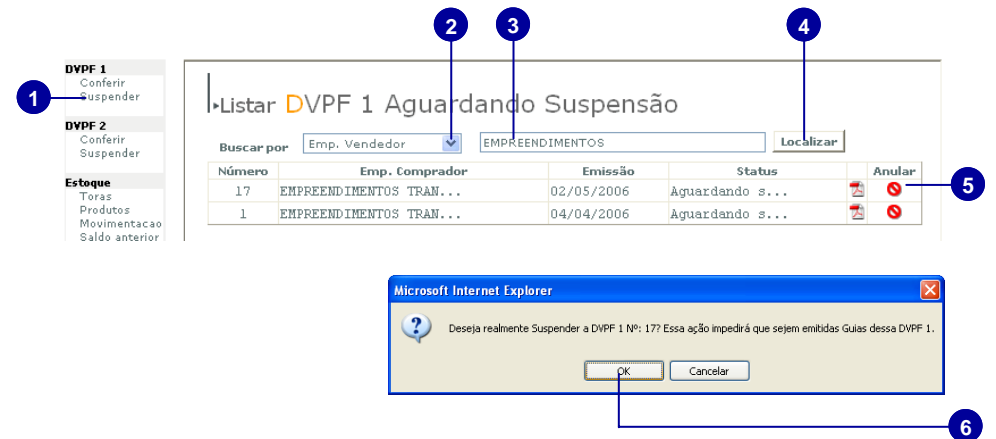 2
3
4
DVPF 1
Conferir
Suspender
1
DVPF 2
Conferir
Suspender
Estoque
Toras
Produtos
Movimentacao
Saldo anterior
Listar DVPF 1 Aguardando Suspensão
Buscar por Emp. Vendedor EMPREENDIMENTOS Localizar
Número Emp. Comprador Emissão Status Anular
17 EMPREENDIMENTOS TRAN... 02/05/2006 Aguardando s...
5
1 EMPREENDIMENTOS TRAN... 04/04/2006 Aguardando s...
Microsoft Internet Explorer
Deseja realmente Suspender a DVPF 1 Nº: 17? Essa ação impedirá que sejem emitidas Guias dessa DVPF 1.
OK Cancelar
6